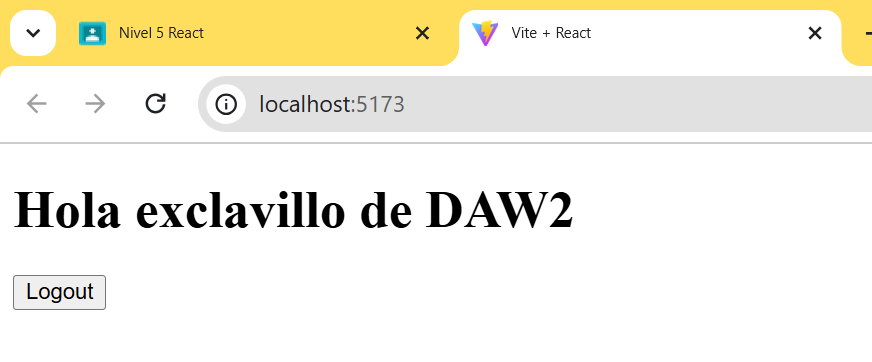 Nivel 5 React
Vite + React
localhost:5173
Hola exclavillo de DAW2
Logout